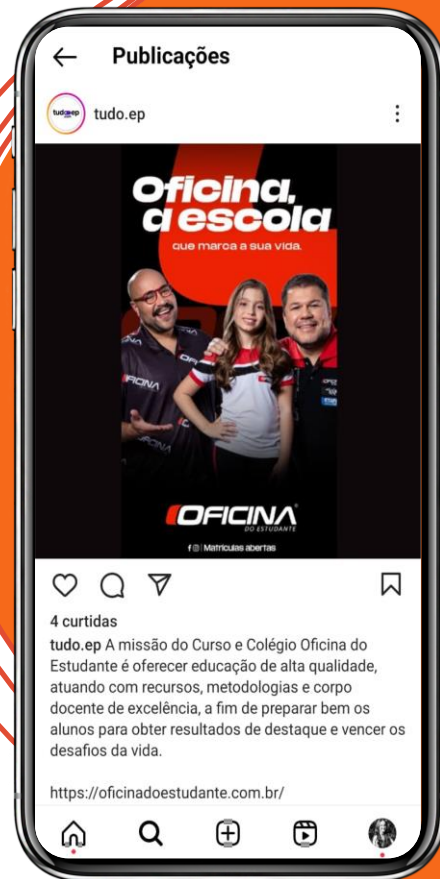 Publicações
tudo.ep
tudo.ep
Oficina,
a escola
que marca a sua vida.
OFICINA
OFICINA
DO ESTUDANTE
Matrículas abertas
4 curtidas
tudo.ep A missão do Curso e Colégio Oficina do
Estudante é oferecer educação de alta qualidade,
atuando com recursos, metodologias e corpo
docente de excelência, a fim de preparar bem os
alunos para obter resultados de destaque e vencer os
desafios da vida.
https://oficinadoestudante.com.br/